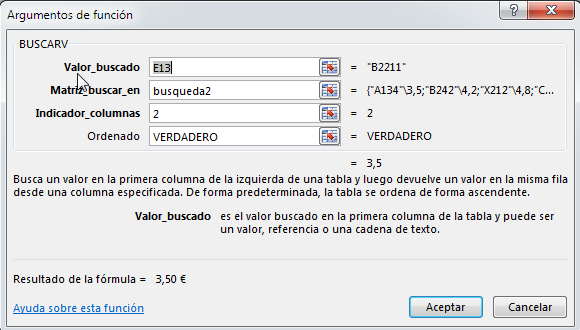 Argumentos de función
BUSCARV
Valor_buscado E13 = "B2211"
Matriz_buscar_en busqueda2 = {"A134"\3,5;"B242"\4,2;"X212"\4,8;"C...
Indicador_columnas 2 = 2
Ordenado VERDADERO = VERDADERO
= 3,5
Busca un valor en la primera columna de la izquierda de una tabla y luego devuelve un valor en la misma fila
desde una columna especificada. De forma predeterminada, la tabla se ordena de forma ascendente.
Valor_buscado es el valor buscado en la primera columna de la tabla y puede ser
un valor, referencia o una cadena de texto.
Resultado de la fórmula = 3,50 €
Ayuda sobre esta función Aceptar Cancelar